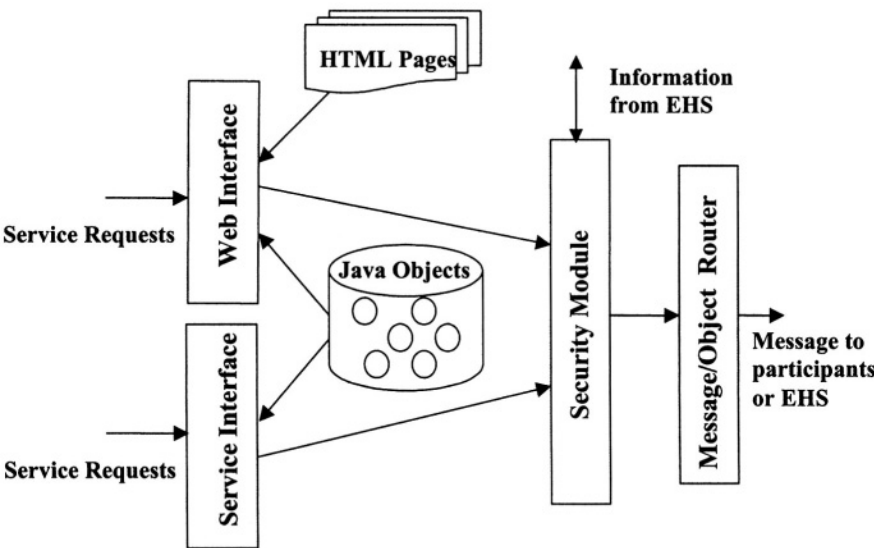 HTML Pages
Information
from EHS
Web Interface
Service Requests
Java Objects
Security Module
Message/Object Router
Message to
participants
or EHS
Service Interface
Service Requests